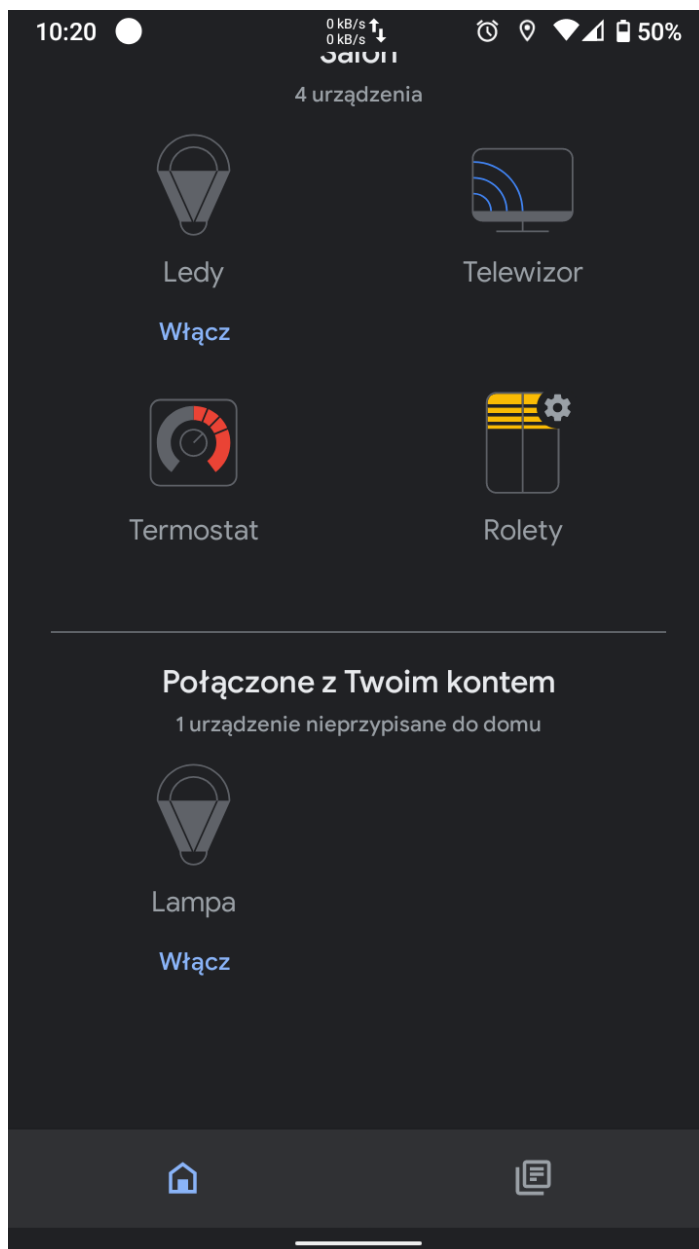 10:20
0 kB/s
0 kB/s
50%
Salon
4 urządzenia
Ledy
Telewizor
Włącz
Termostat
Rolety
Połączone z Twoim kontem
1 urządzenie nieprzypisane do domu
Lampa
Włącz